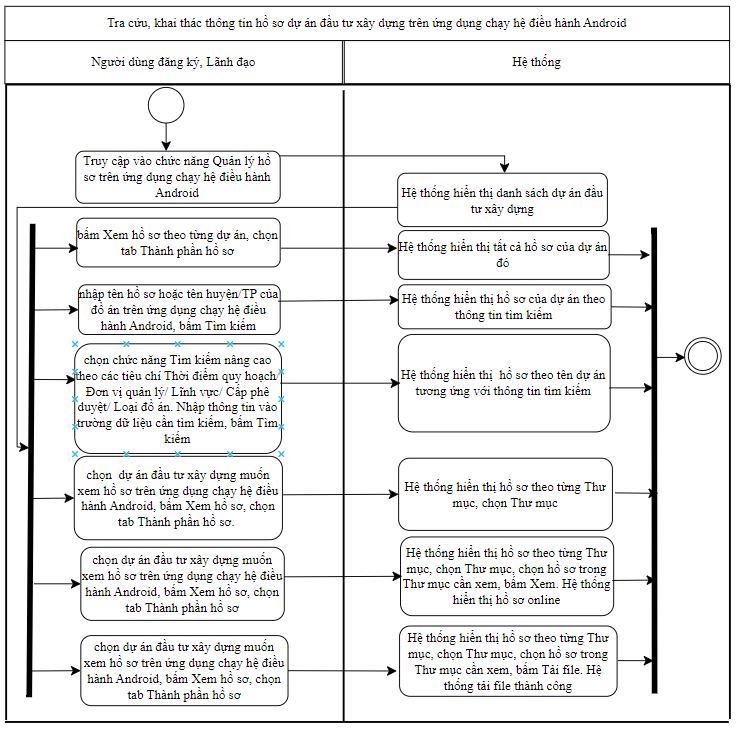 Tra cứu, khai thác thông tin hồ sơ dự án đầu tư xây dựng trên ứng dụng chạy hệ điều hành Android
Người dùng đăng ký, Lãnh đạo
Hệ thống
Truy cập vào chức năng Quản lý hồ
sơ trên ứng dụng chạy hệ điều hành
Android
Hệ thống hiển thị danh sách dự án đầu
tư xây dựng
bấm Xem hồ sơ theo từng dự án, chọn
tab Thành phần hồ sơ
Hệ thống hiển thị tất cả hồ sơ của dự án
đó
nhập tên hồ sơ hoặc tên huyện/TP của
đồ án trên ứng dụng chạy hệ điều
hành Android, bấm Tìm kiếm
Hệ thống hiển thị hồ sơ của dự án theo
thông tin tìm kiếm
chọn chức năng Tìm kiếm nâng cao
theo các tiêu chí Thời điểm quy hoạch/
Đơn vị quản lý/ Lĩnh vực/ Cấp phê
duyệt/ Loại đồ án. Nhập thông tin vào
trường dữ liệu cần tìm kiếm, bấm Tìm
kiếm
Hệ thống hiển thị hồ sơ theo tên dự án
tương ứng với thông tin tìm kiếm
chọn dự án đầu tư xây dựng muốn
xem hồ sơ trên ứng dụng chạy hệ điều
hành Android, bấm Xem hồ sơ, chọn
tab Thành phần hồ sơ.
Hệ thống hiển thị hồ sơ theo từng Thư
mục, chọn Thư mục
chọn dự án đầu tư xây dựng muốn
xem hồ sơ trên ứng dụng chạy hệ điều
hành Android, bấm Xem hồ sơ, chọn
tab Thành phần hồ sơ
Hệ thống hiển thị hồ sơ theo từng Thư
mục, chọn Thư mục, chọn hồ sơ trong
Thư mục cần xem, bấm Xem. Hệ thống
hiển thị hồ sơ online
chọn dự án đầu tư xây dựng muốn
xem hồ sơ trên ứng dụng chạy hệ điều
hành Android, bấm Xem hồ sơ, chọn
tab Thành phần hồ sơ
Hệ thống hiển thị hồ sơ theo từng Thư
mục, chọn Thư mục, chọn hồ sơ trong
Thư mục cần xem, bấm Tải file. Hệ
thống tải file thành công